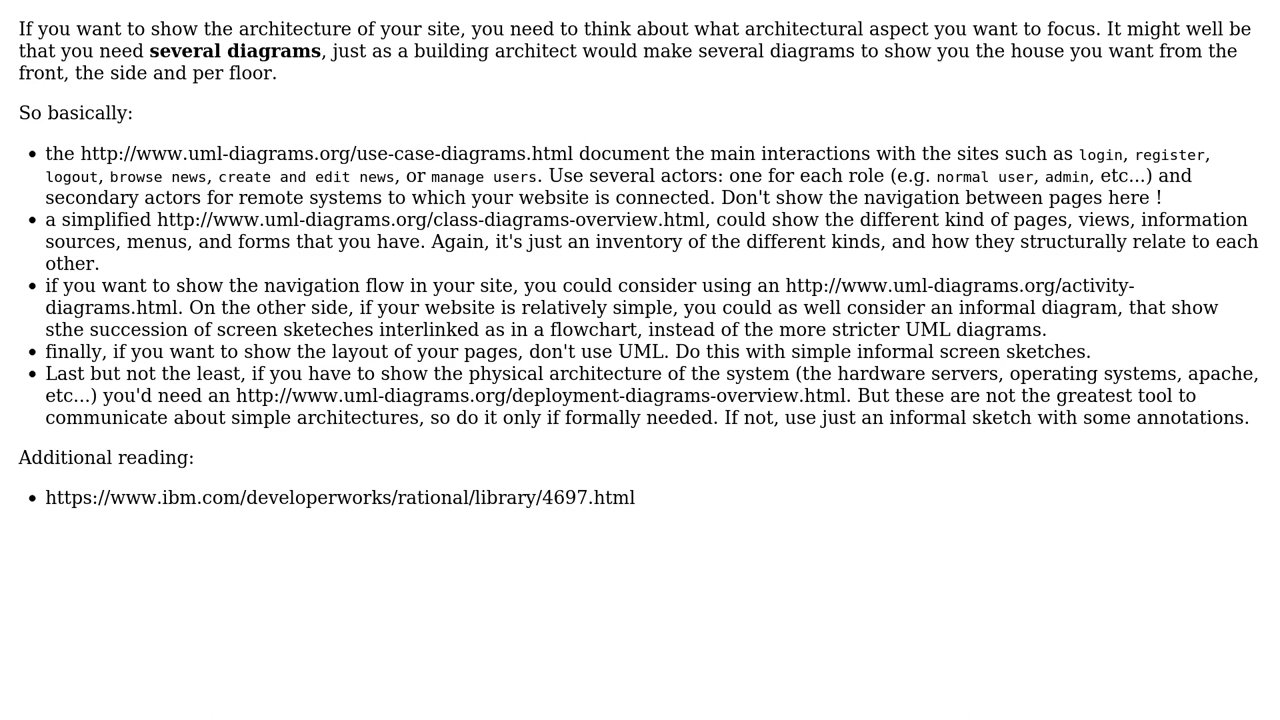 If you want to show the architecture of your site, you need to think about what architectural aspect you want to focus. It might well be
that you need several diagrams, just as a building architect would make several diagrams to show you the house you want from the
front, the side and per floor.
So basically:
• the http://www.uml-diagrams.org/use-case-diagrams.html document the main interactions with the sites such as login, register,
logout, browse news, create and edit news, or manage users. Use several actors: one for each role (e.g. normal user, admin, etc...) and
secondary actors for remote systems to which your website is connected. Don't show the navigation between pages here !
• a simplified http://www.uml-diagrams.org/class-diagrams-overview.html, could show the different kind of pages, views, information
sources, menus, and forms that you have. Again, it's just an inventory of the different kinds, and how they structurally relate to each
other.
• if you want to show the navigation flow in your site, you could consider using an http://www.uml-diagrams.org/activity-
diagrams.html. On the other side, if your website is relatively simple, you could as well consider an informal diagram, that show
sthe succession of screen sketeches interlinked as in a flowchart, instead of the more stricter UML diagrams.
• finally, if you want to show the layout of your pages, don't use UML. Do this with simple informal screen sketches.
• Last but not the least, if you have to show the physical architecture of the system (the hardware servers, operating systems, apache,
etc...) you'd need an http://www.uml-diagrams.org/deployment-diagrams-overview.html. But these are not the greatest tool to
communicate about simple architectures, so do it only if formally needed. If not, use just an informal sketch with some annotations.
Additional reading:
• https://www.ibm.com/developerworks/rational/library/4697.html